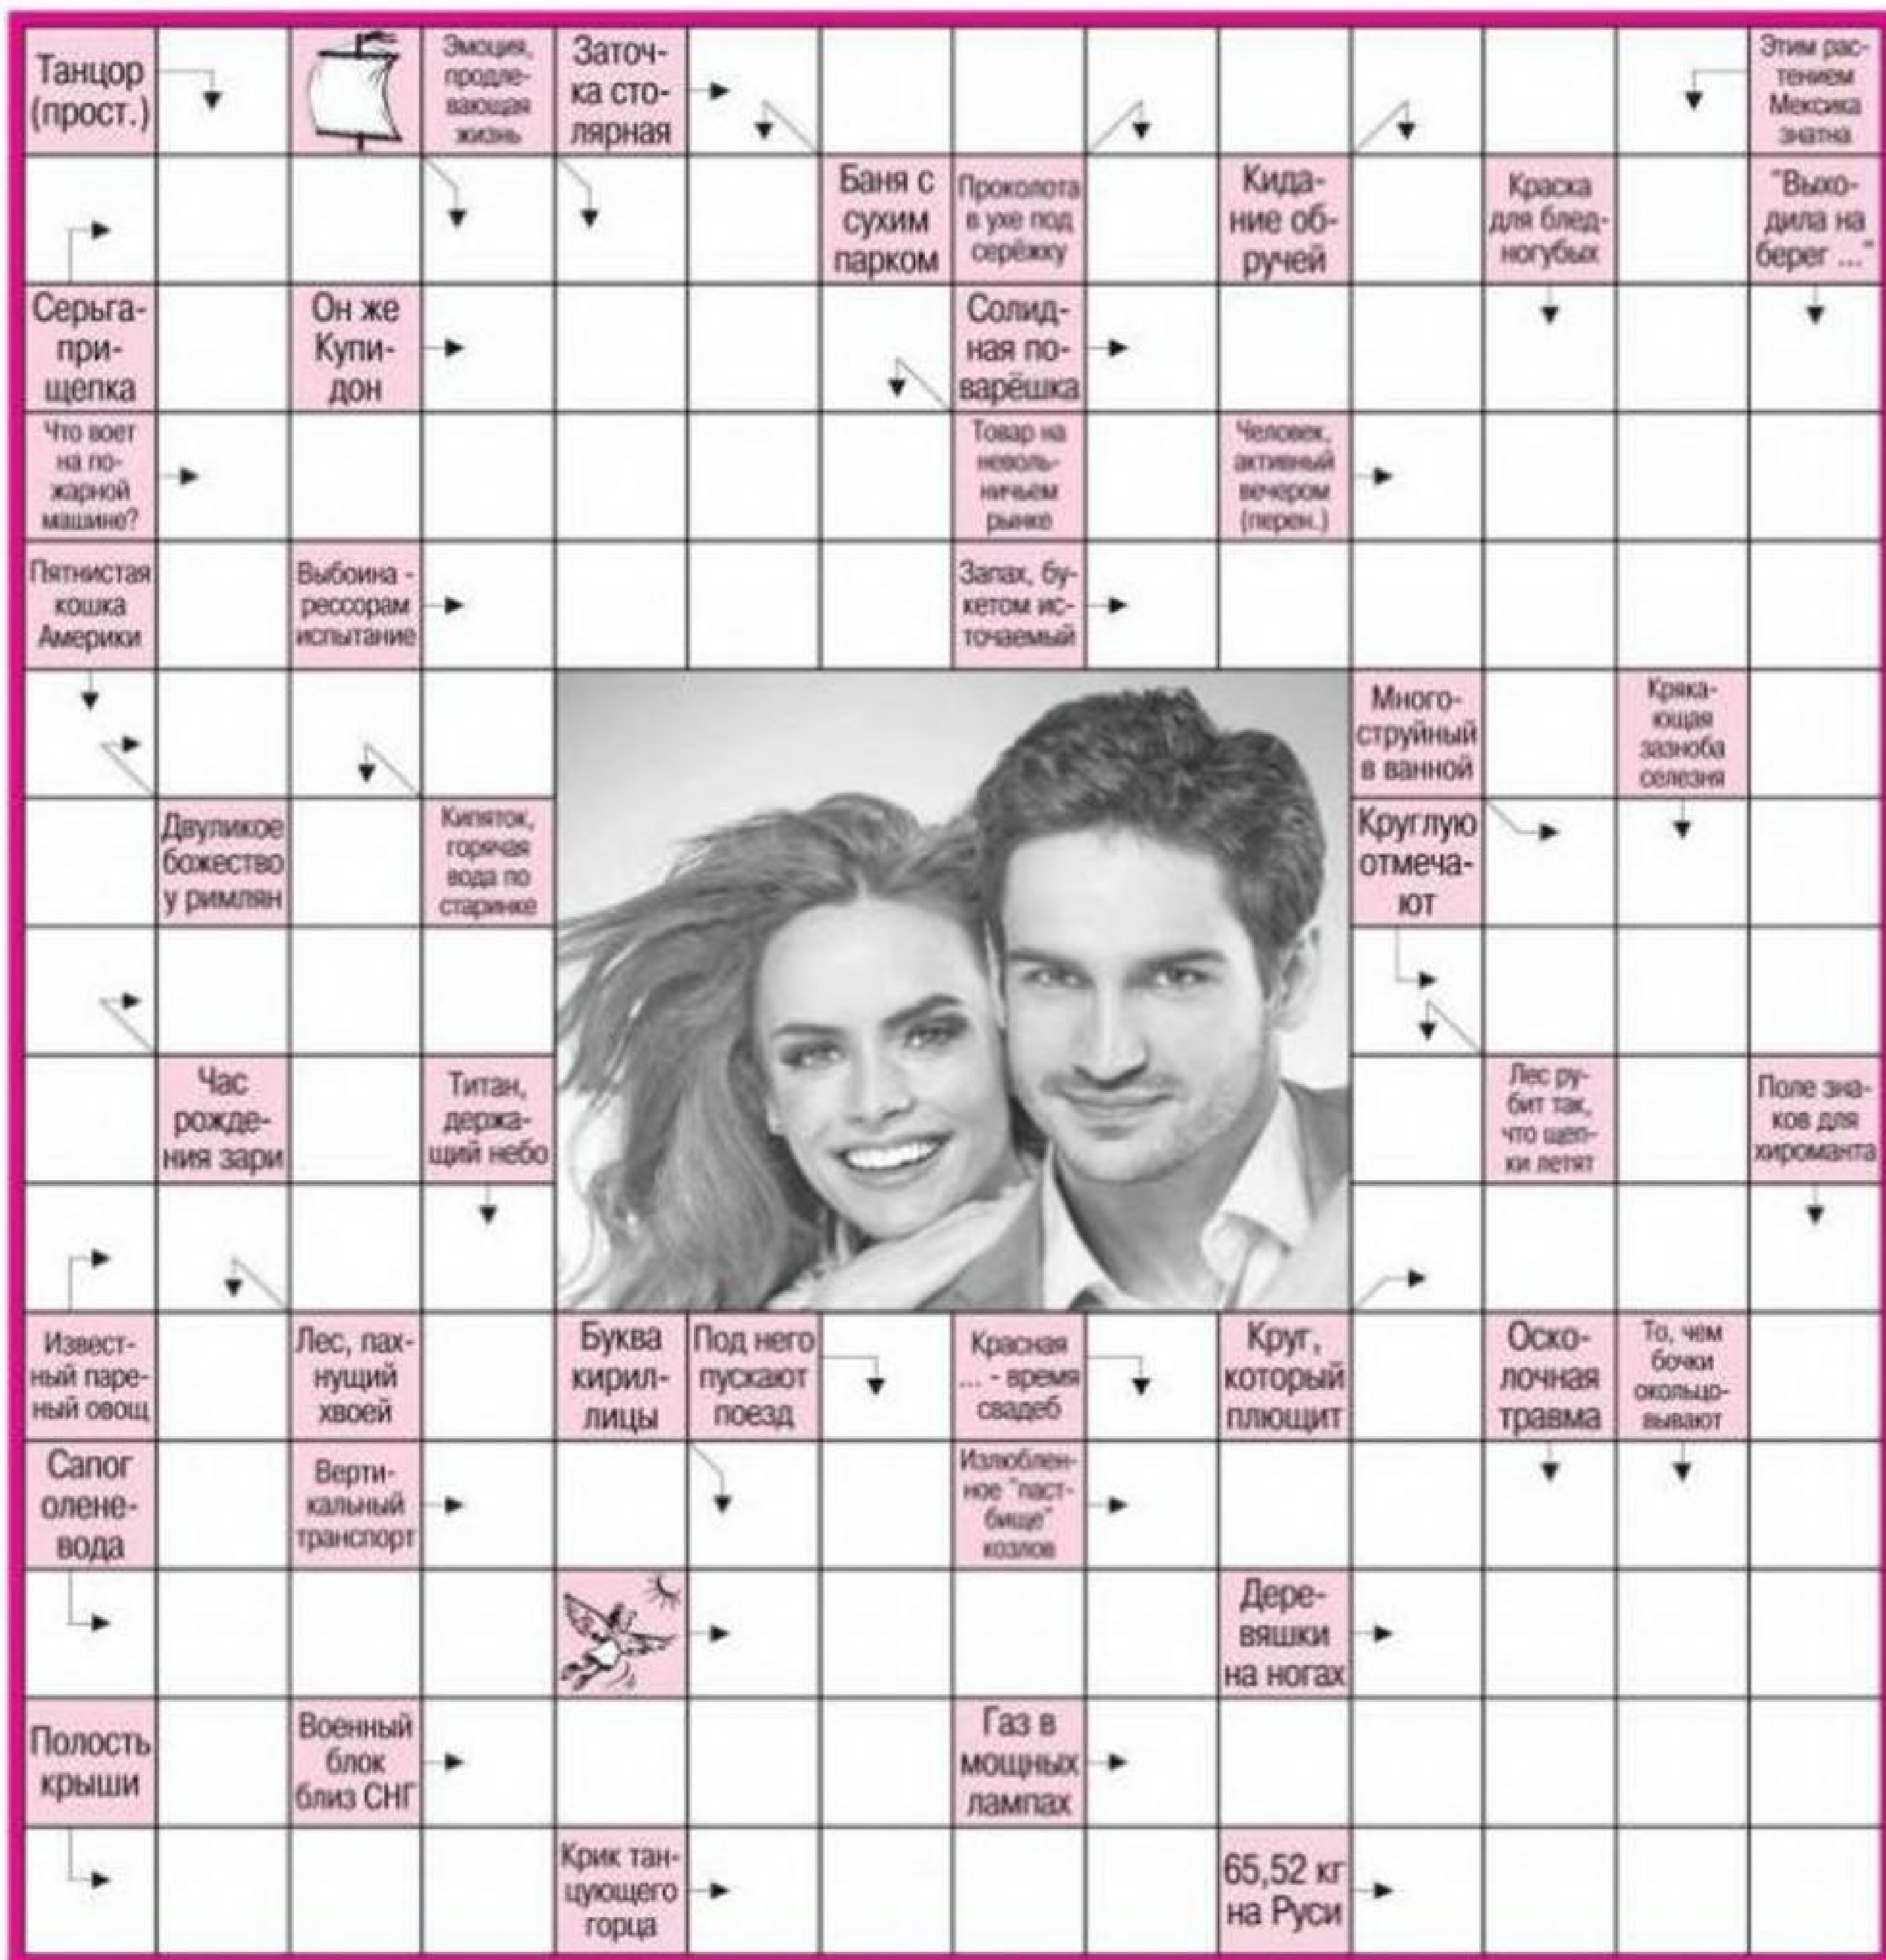 Танцор
(прост.)
Эмоция,
продле-
вающая
жизнь
Заточ-
ка сто-
лярная
Этим рас-
тением
Мексика
знатна
Баня с
сухим
парком
Проколота
в ухе под
серёжку
Кида-
ние об-
ручей
Краска
для блед-
ногубых
"Выхо-
дила на
берег ..."
Серьга-
при-
щепка
Он же
Купи-
дон
Солид-
ная по-
варёшка
Что воет
на по-
жарной
машине?
Товар на
неволь-
ничьем
рынке
Человек,
активный
вечером
(перен.)
Пятнистая
кошка
Америки
Выбоина -
рессорам
испытание
Запах, бу-
кетом ис-
точаемый
Много-
струйный
в ванной
Кряка-
ющая
зазноба
селезня
Двуликое
божество
у римлян
Кипяток,
горячая
вода по
старинке
Круглую
отмеча-
ют
Час
рожде-
ния зари
Титан,
держа-
щий небо
Лес ру-
бит так,
что щеп-
ки летят
Поле зна-
ков для
хироманта
Извест-
ный паре-
ный овощ
Лес, пах-
нущий
хвоей
Буква
кирил-
лицы
Под него
пускают
поезд
Красная
... - время
свадеб
Круг,
который
плющит
Оско-
лочная
травма
То, чем
бочки
окольцо-
вывают
Сапог
олене-
вода
Верти-
кальный
транспорт
Излюблен-
ное "паст-
бище"
козлов
Дере-
вяшки
на ногах
Полость
крыши
Военный
блок
близ СНГ
Газ в
мощных
лампах
Крик тан-
цующего
горца
65,52 кг
на Руси